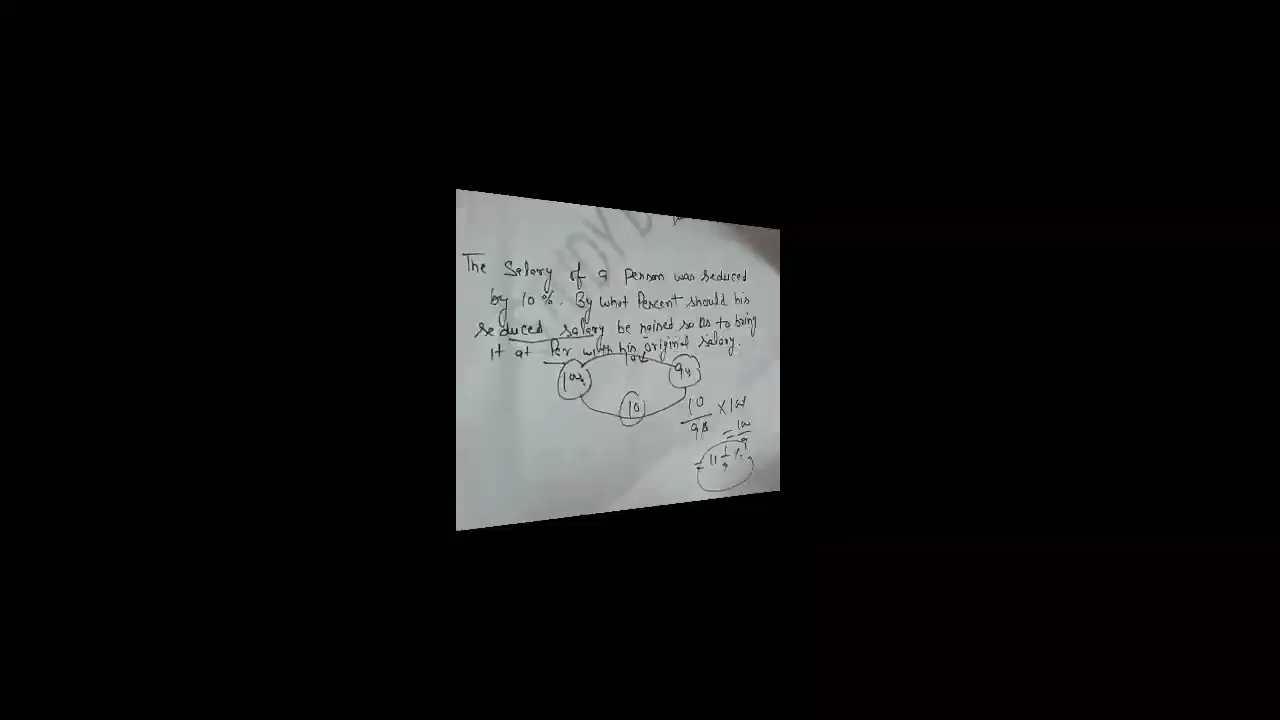 The Salary of a person was reduced
by 10%. By what Percent should his
reduced salary be raised so as to bring
it at Par with his original salary.
10%
100 90
10
10/90 × 100
= 100/9
= 11 1/9 %